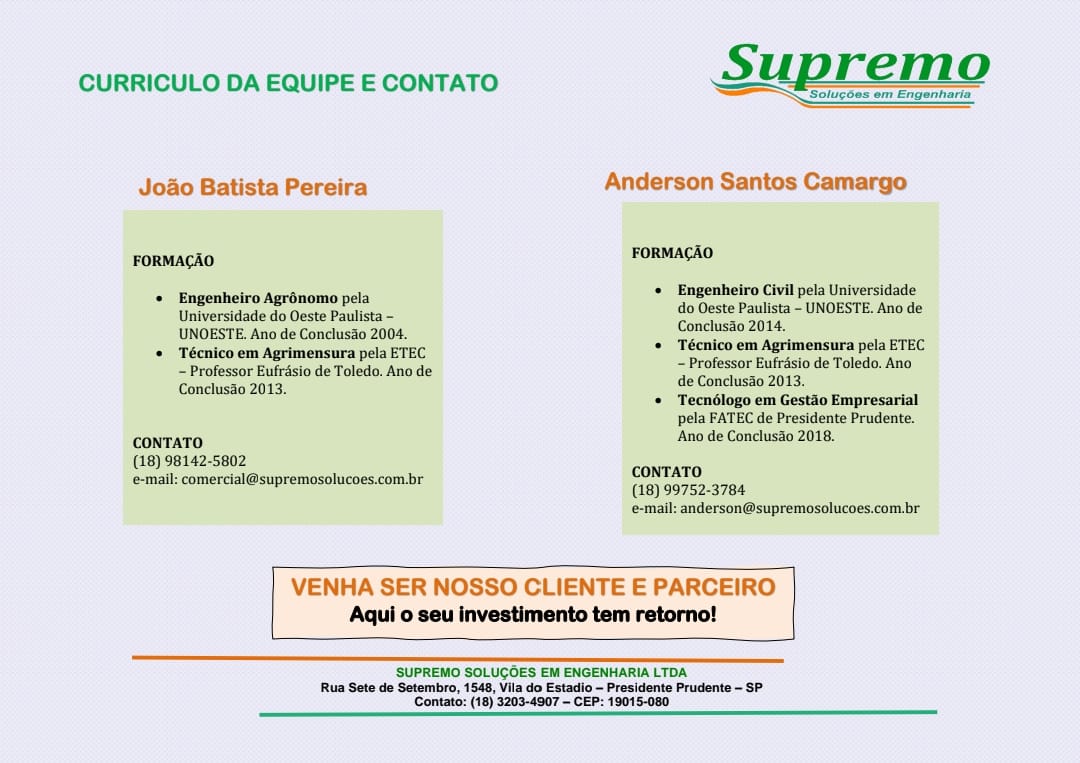 CURRICULO DA EQUIPE E CONTATO
Supremo
Soluções em Engenharia
João Batista Pereira
FORMAÇÃO
• Engenheiro Agrônomo pela
Universidade do Oeste Paulista –
UNOESTE. Ano de Conclusão 2004.
• Técnico em Agrimensura pela ETEC
– Professor Eufrásio de Toledo. Ano de
Conclusão 2013.
CONTATO
(18) 98142-5802
e-mail: comercial@supremosolucoes.com.br
Anderson Santos Camargo
FORMAÇÃO
• Engenheiro Civil pela Universidade
do Oeste Paulista – UNOESTE. Ano de
Conclusão 2014.
• Técnico em Agrimensura pela ETEC
– Professor Eufrásio de Toledo. Ano
de Conclusão 2013.
• Tecnólogo em Gestão Empresarial
pela FATEC de Presidente Prudente.
Ano de Conclusão 2018.
CONTATO
(18) 99752-3784
e-mail: anderson@supremosolucoes.com.br
VENHA SER NOSSO CLIENTE E PARCEIRO
Aqui o seu investimento tem retorno!
SUPREMO SOLUÇÕES EM ENGENHARIA LTDA
Rua Sete de Setembro, 1548, Vila do Estadio – Presidente Prudente – SP
Contato: (18) 3203-4907 – CEP: 19015-080